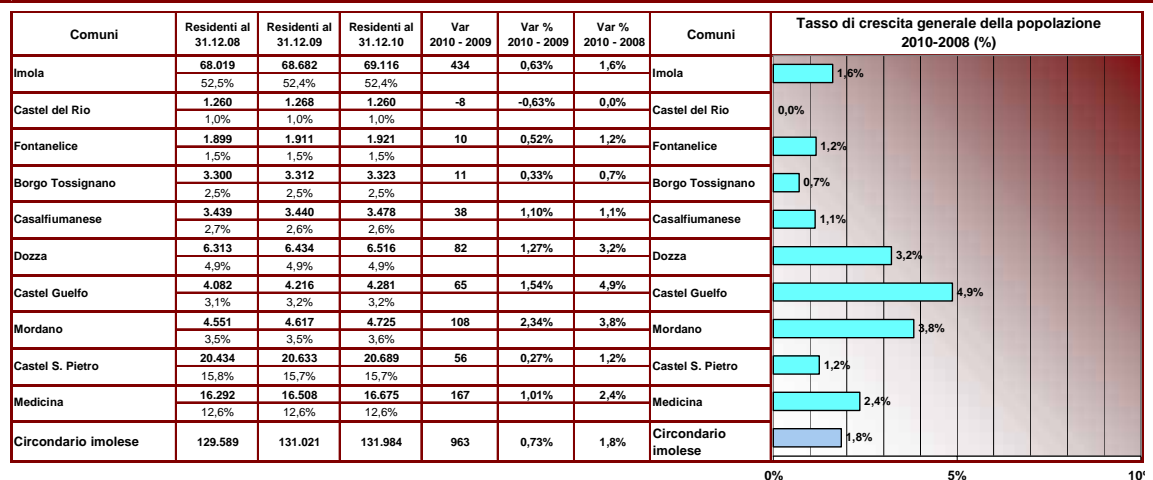 Comuni Residenti al 31.12.08 Residenti al 31.12.09 Residenti al 31.12.10 Var 2010 - 2009 Var % 2010 - 2009 Var % 2010 - 2008 Comuni Tasso di crescita generale della popolazione 2010-2008 (%)
Imola 68.019 68.682 69.116 434 0,63% 1,6% Imola 1,6%
52,5% 52,4% 52,4%
Castel del Rio 1.260 1.268 1.260 -8 -0,63% 0,0% Castel del Rio 0,0%
1,0% 1,0% 1,0%
Fontanelice 1.899 1.911 1.921 10 0,52% 1,2% Fontanelice 1,2%
1,5% 1,5% 1,5%
Borgo Tossignano 3.300 3.312 3.323 11 0,33% 0,7% Borgo Tossignano 0,7%
2,5% 2,5% 2,5%
Casalfiumanese 3.439 3.440 3.478 38 1,10% 1,1% Casalfiumanese 1,1%
2,7% 2,6% 2,6%
Dozza 6.313 6.434 6.516 82 1,27% 3,2% Dozza 3,2%
4,9% 4,9% 4,9%
Castel Guelfo 4.082 4.216 4.281 65 1,54% 4,9% Castel Guelfo 4,9%
3,1% 3,2% 3,2%
Mordano 4.551 4.617 4.725 108 2,34% 3,8% Mordano 3,8%
3,5% 3,5% 3,6%
Castel S. Pietro 20.434 20.633 20.689 56 0,27% 1,2% Castel S. Pietro 1,2%
15,8% 15,7% 15,7%
Medicina 16.292 16.508 16.675 167 1,01% 2,4% Medicina 2,4%
12,6% 12,6% 12,6%
Circondario imolese 129.589 131.021 131.984 963 0,73% 1,8% Circondario imolese 1,8%
0% 5% 10%